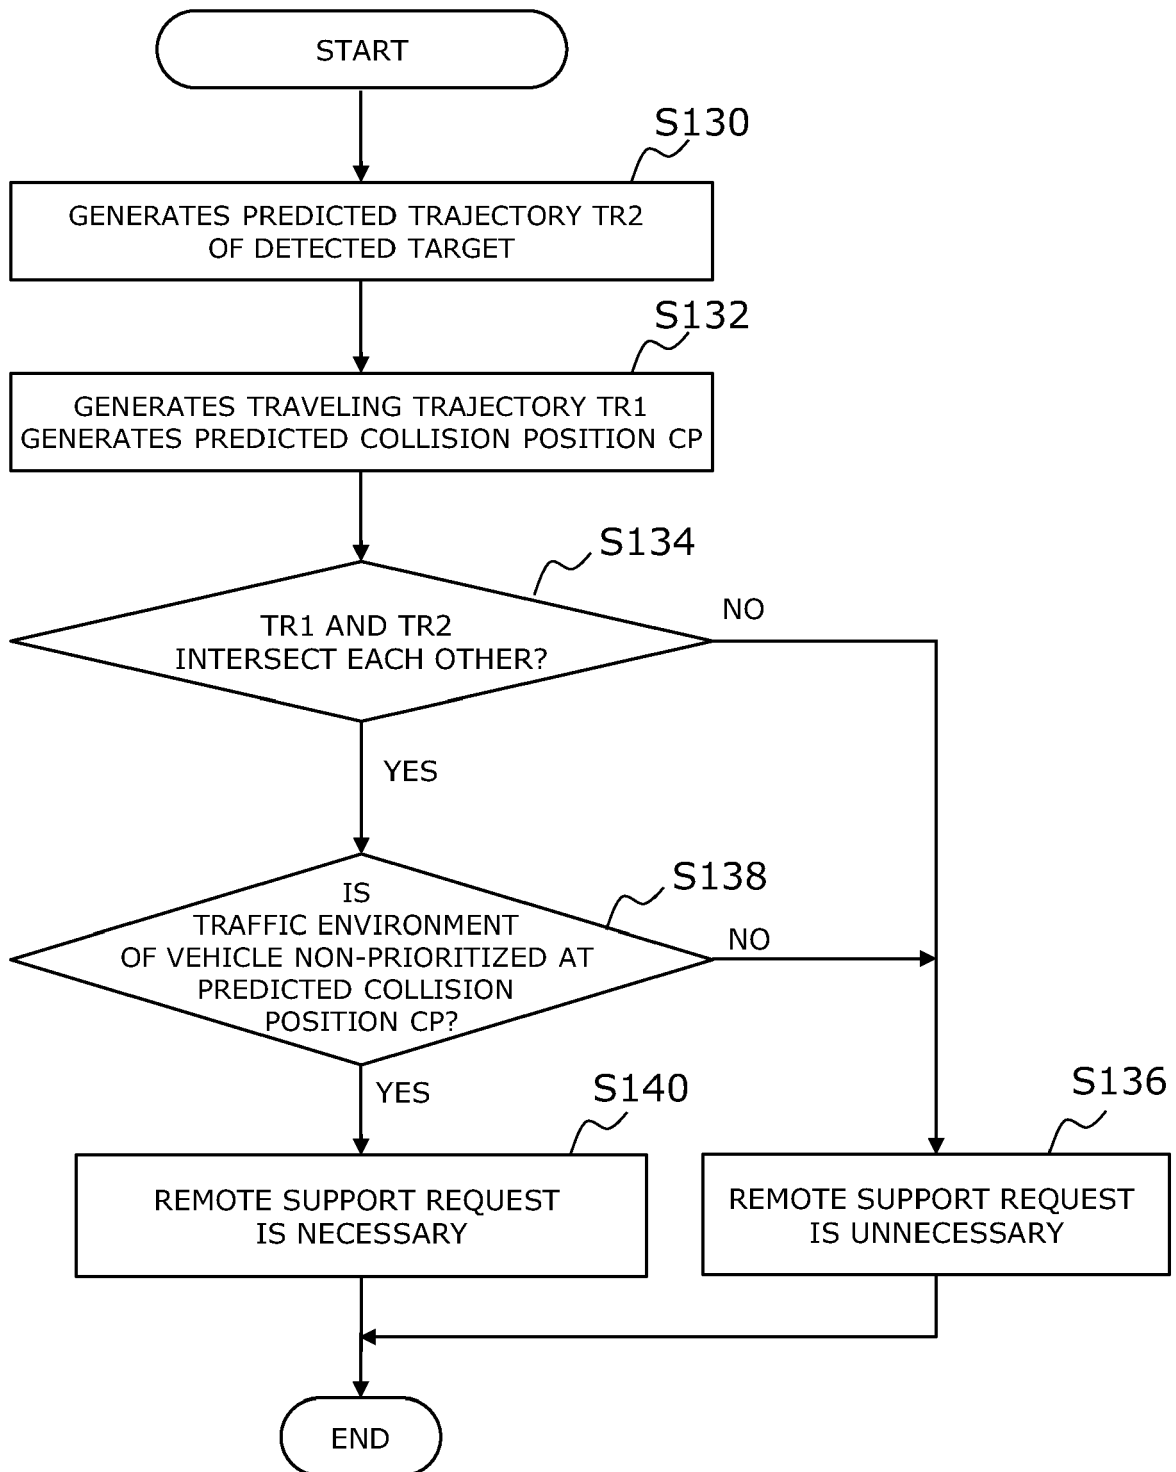 START
S130
GENERATES PREDICTED TRAJECTORY TR2
OF DETECTED TARGET
S132
GENERATES TRAVELING TRAJECTORY TR1
GENERATES PREDICTED COLLISION POSITION CP
S134
TR1 AND TR2
INTERSECT EACH OTHER?
NO
YES
S138
IS
TRAFFIC ENVIRONMENT
OF VEHICLE NON-PRIORITIZED AT
PREDICTED COLLISION
POSITION CP?
NO
YES
S140
REMOTE SUPPORT REQUEST
IS NECESSARY
S136
REMOTE SUPPORT REQUEST
IS UNNECESSARY
END